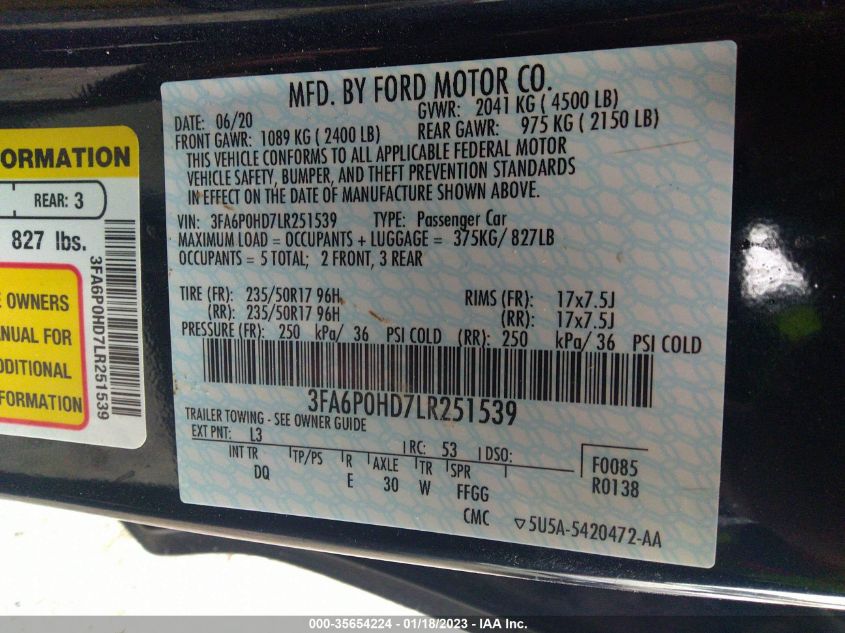 ORMATION
REAR: 3
827 lbs.
E OWNERS
ANUAL FOR
DDITIONAL
FORMATION
3FA6P0HD7LR251539
MFD. BY FORD MOTOR CO.
DATE: 06/20 GVWR: 2041 KG ( 4500 LB)
FRONT GAWR: 1089 KG ( 2400 LB) REAR GAWR: 975 KG ( 2150 LB)
THIS VEHICLE CONFORMS TO ALL APPLICABLE FEDERAL MOTOR
VEHICLE SAFETY, BUMPER, AND THEFT PREVENTION STANDARDS
IN EFFECT ON THE DATE OF MANUFACTURE SHOWN ABOVE.
VIN: 3FA6P0HD7LR251539 TYPE: Passenger Car
MAXIMUM LOAD = OCCUPANTS + LUGGAGE = 375KG/ 827LB
OCCUPANTS = 5 TOTAL; 2 FRONT, 3 REAR
TIRE (FR): 235/50R17 96H RIMS (FR): 17x7.5J
(RR): 235/50R17 96H (RR): 17x7.5J
PRESSURE (FR): 250 kPa/ 36 PSI COLD (RR): 250 kPa/ 36 PSI COLD
3FA6P0HD7LR251539
TRAILER TOWING - SEE OWNER GUIDE
EXT PNT: L3 RC: 53 DSO:
INT TR TP/PS R AXLE TR SPR
DQ E 30 W FFGG
CMC
F0085
R0138
5U5A-5420472-AA
000-35654224 - 01/18/2023 - IAAI.com